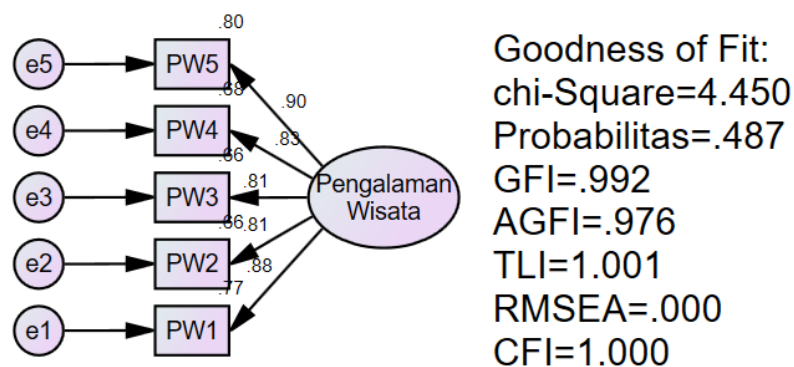 .80
e5 PW5
.68
.90
e4 PW4
.83
.66
e3 PW3
.81
Pengalaman
Wisata
.66
.81
e2 PW2
.88
.77
e1 PW1
Goodness of Fit:
chi-Square=4.450
Probabilitas=.487
GFI=.992
AGFI=.976
TLI=1.001
RMSEA=.000
CFI=1.000